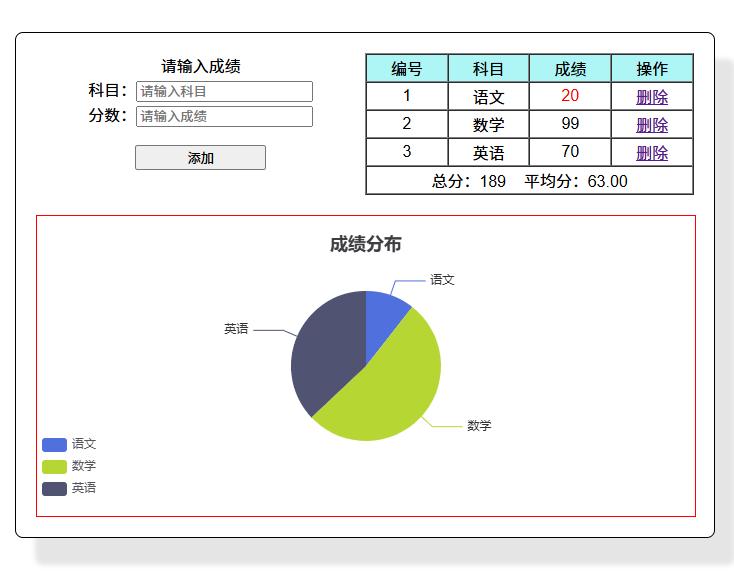 请输入成绩
科目：请输入科目
分数：请输入成绩
添加
编号 科目 成绩 操作
1 语文 20 删除
2 数学 99 删除
3 英语 70 删除
总分：189 平均分：63.00
成绩分布
语文
英语
数学
语文
数学
英语